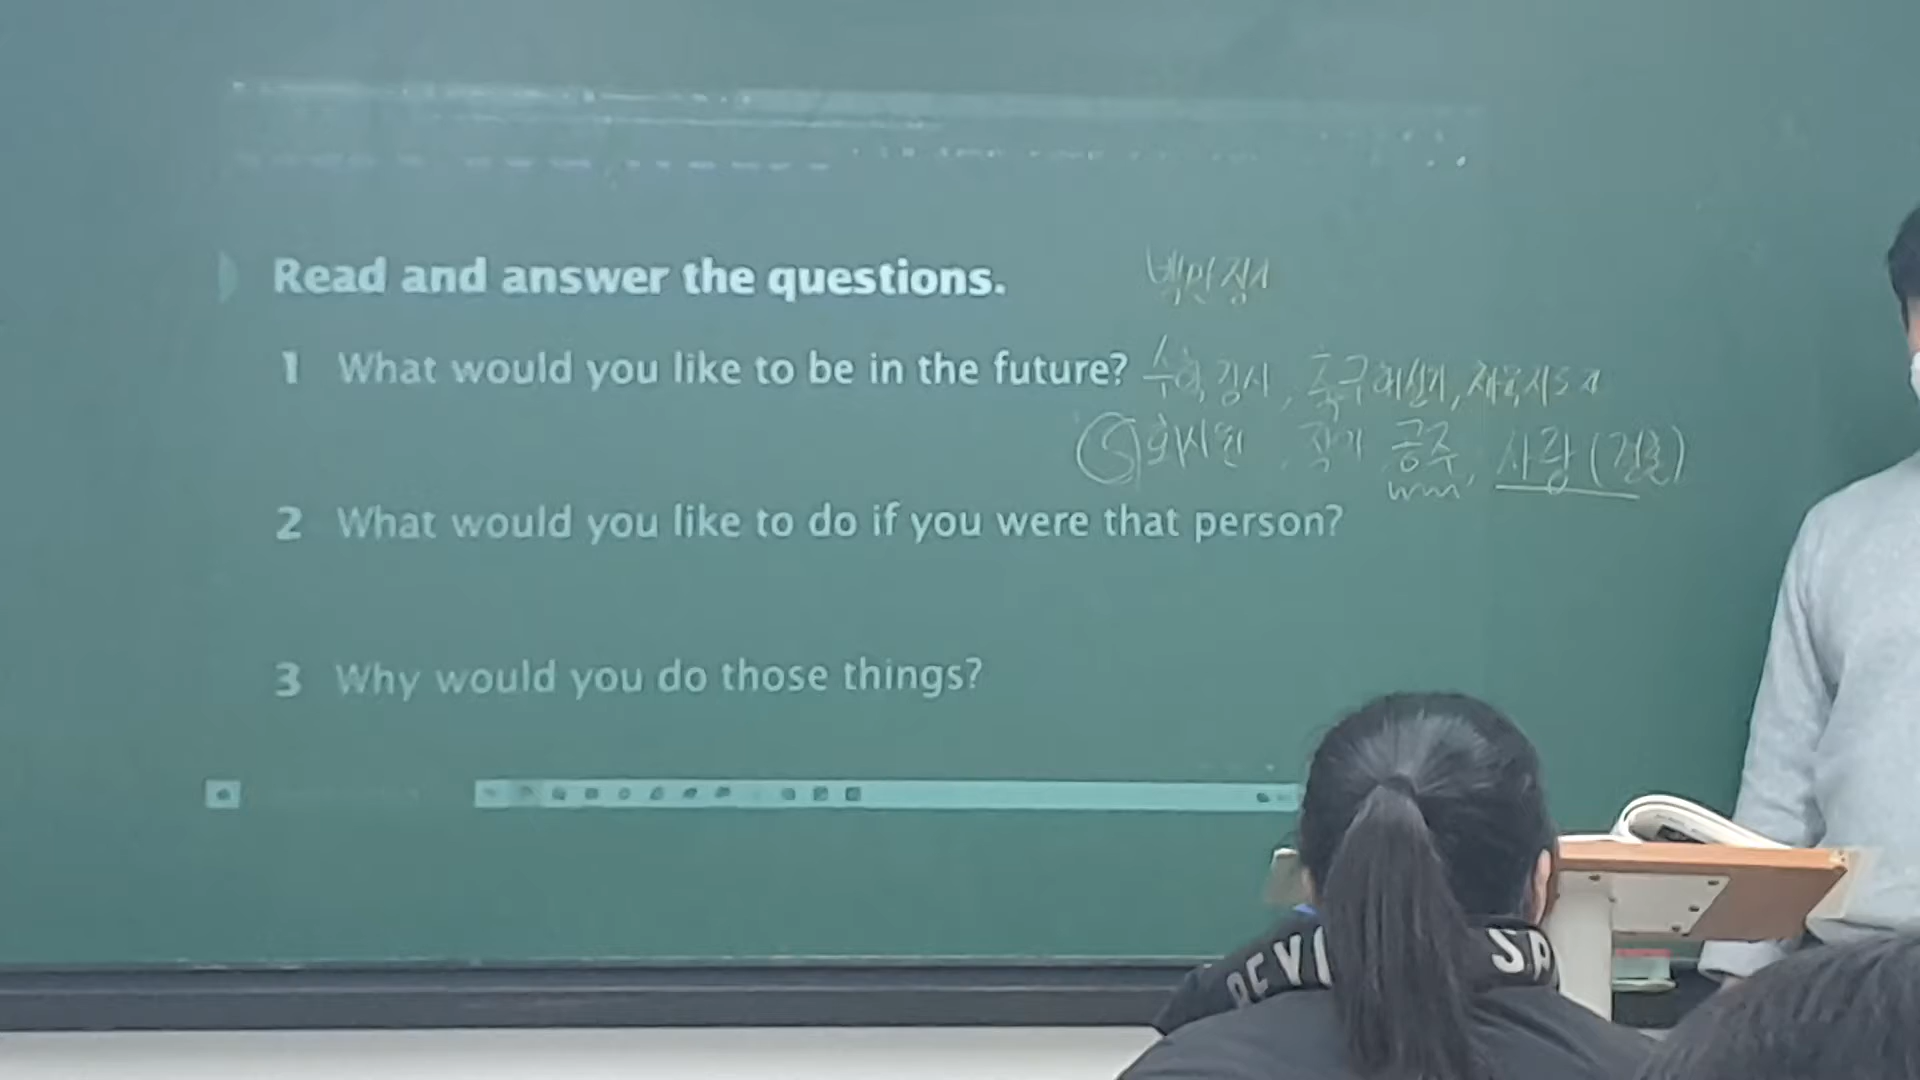 Read and answer the questions.
백만장자
1 What would you like to be in the future? 수학강사, 축구해설가, 체육지도자
회사원, 작가 공주, 사랑(결혼)
2 What would you like to do if you were that person?
3 Why would you do those things?